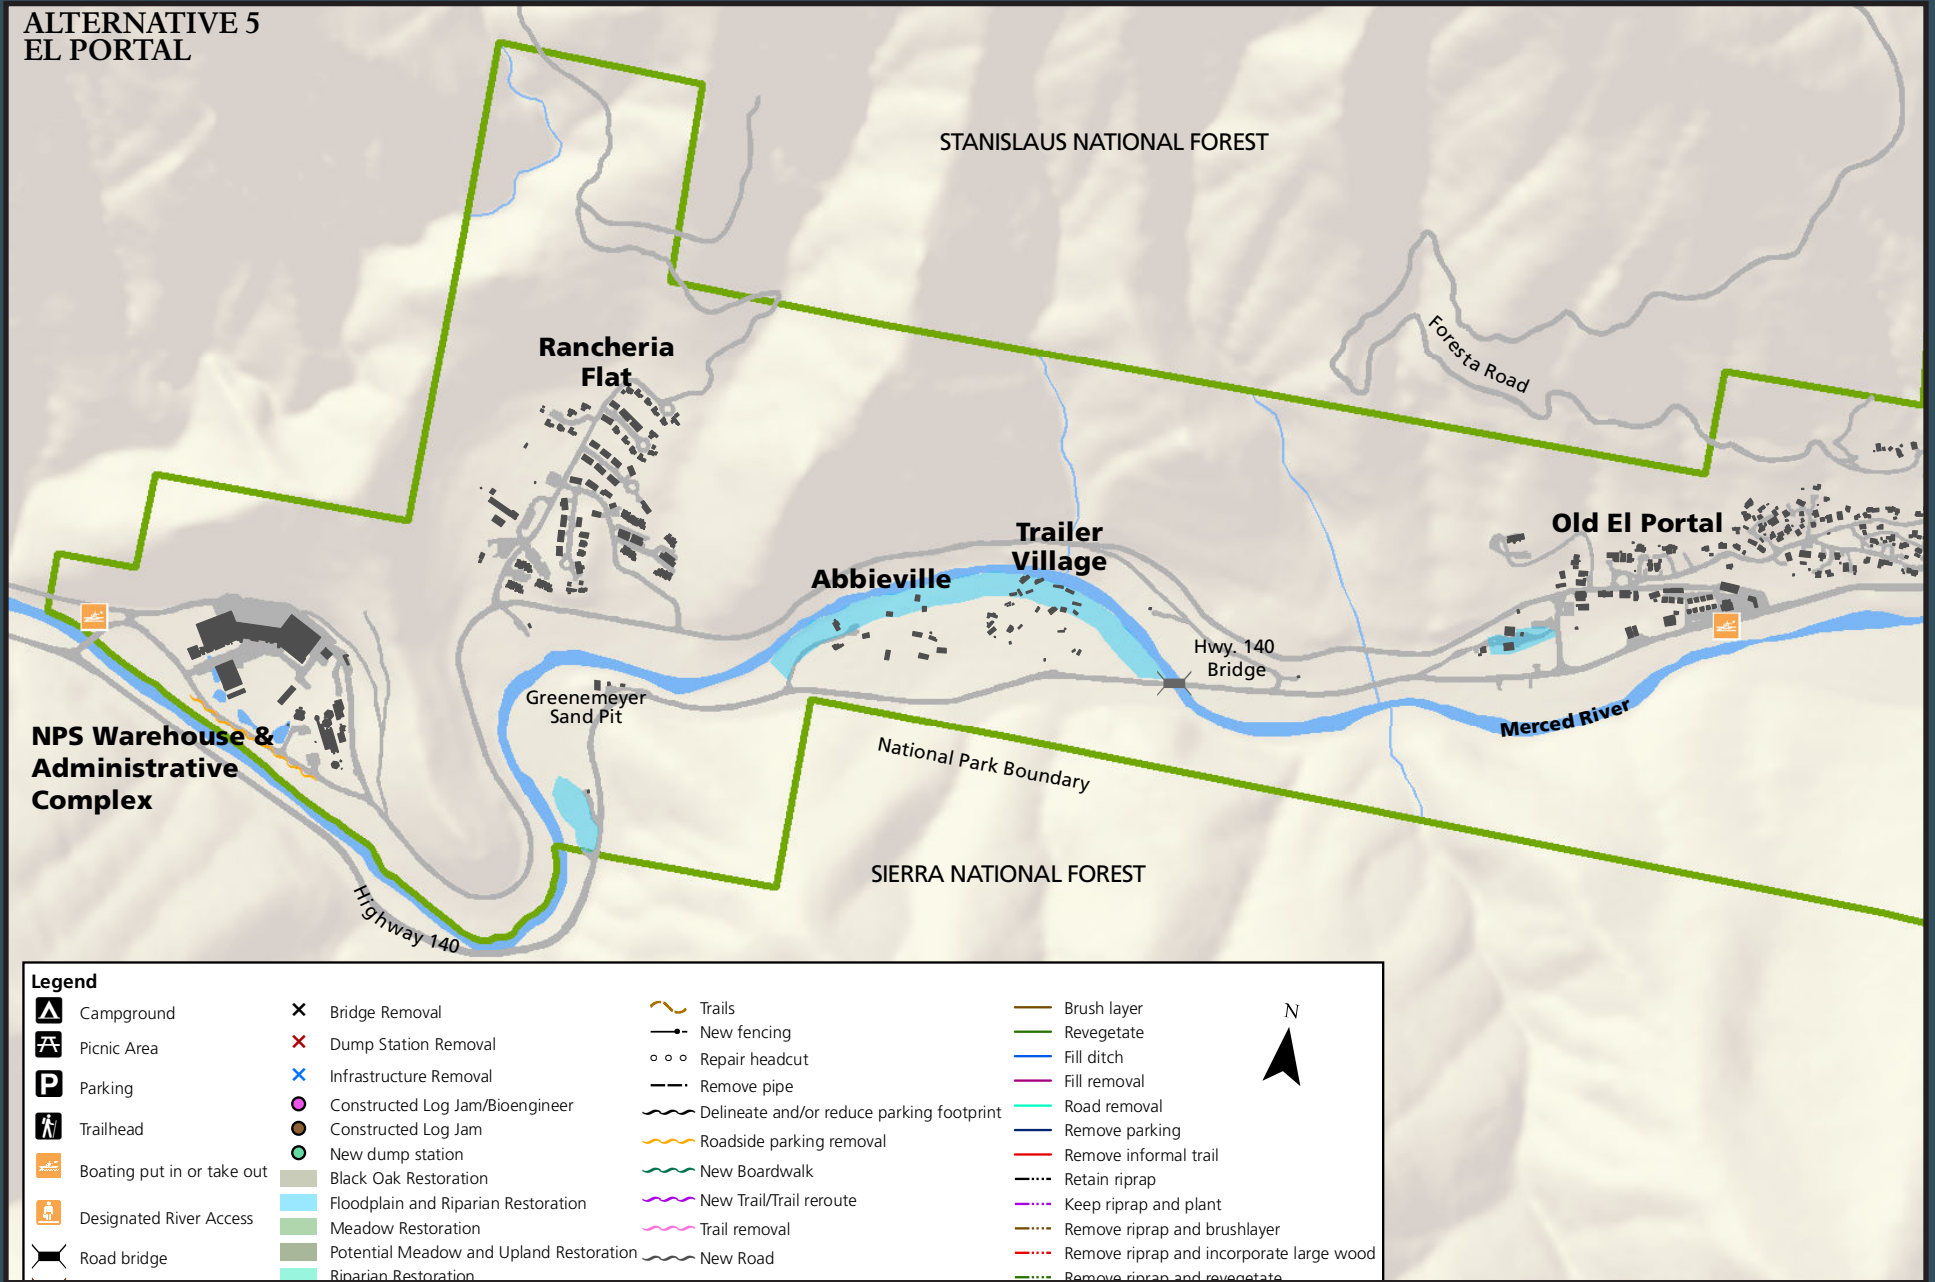 ALTERNATIVE 5
EL PORTAL
STANISLAUS NATIONAL FOREST
Foresta Road
Rancheria
Flat
Old El Portal
Trailer
Village
Abbieville
Hwy. 140
Bridge
Greenemeyer
Sand Pit
Merced River
NPS Warehouse &
Administrative
Complex
National Park Boundary
SIERRA NATIONAL FOREST
Highway 140
Legend
Campground
Picnic Area
P
Parking
Trailhead
Boating put in or take out
Designated River Access
Road bridge
Bridge Removal
Dump Station Removal
Infrastructure Removal
Constructed Log Jam/Bioengineer
Constructed Log Jam
New dump station
Black Oak Restoration
Floodplain and Riparian Restoration
Meadow Restoration
Potential Meadow and Upland Restoration
Riparian Restoration
Trails
New fencing
Repair headcut
Remove pipe
Delineate and/or reduce parking footprint
Roadside parking removal
New Boardwalk
New Trail/Trail reroute
Trail removal
New Road
Brush layer
Revegetate
Fill ditch
Fill removal
Road removal
Remove parking
Remove informal trail
Retain riprap
Keep riprap and plant
Remove riprap and brushlayer
Remove riprap and incorporate large wood
Remove riprap and revegetate
N